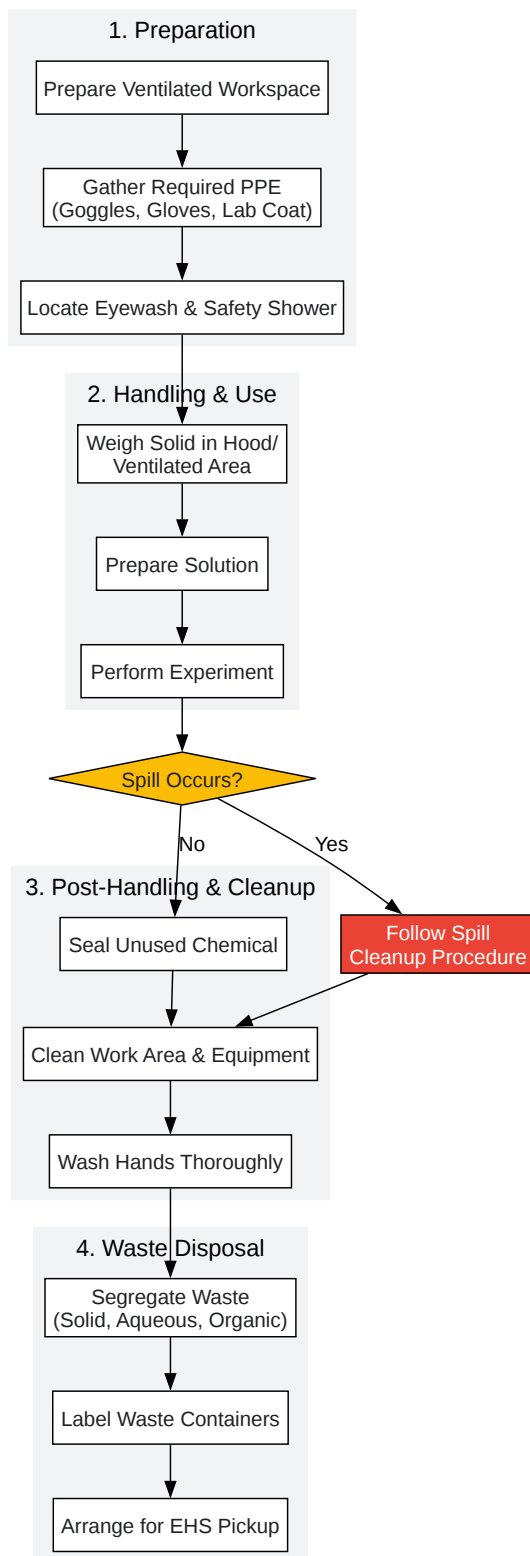 1. Preparation
Prepare Ventilated Workspace
Gather Required PPE
(Goggles, Gloves, Lab Coat)
Locate Eyewash & Safety Shower
2. Handling & Use
Weigh Solid in Hood/
Ventilated Area
Prepare Solution
Perform Experiment
Spill Occurs?
No
Yes
3. Post-Handling & Cleanup
Seal Unused Chemical
Follow Spill
Cleanup Procedure
Clean Work Area & Equipment
Wash Hands Thoroughly
4. Waste Disposal
Segregate Waste
(Solid, Aqueous, Organic)
Label Waste Containers
Arrange for EHS Pickup